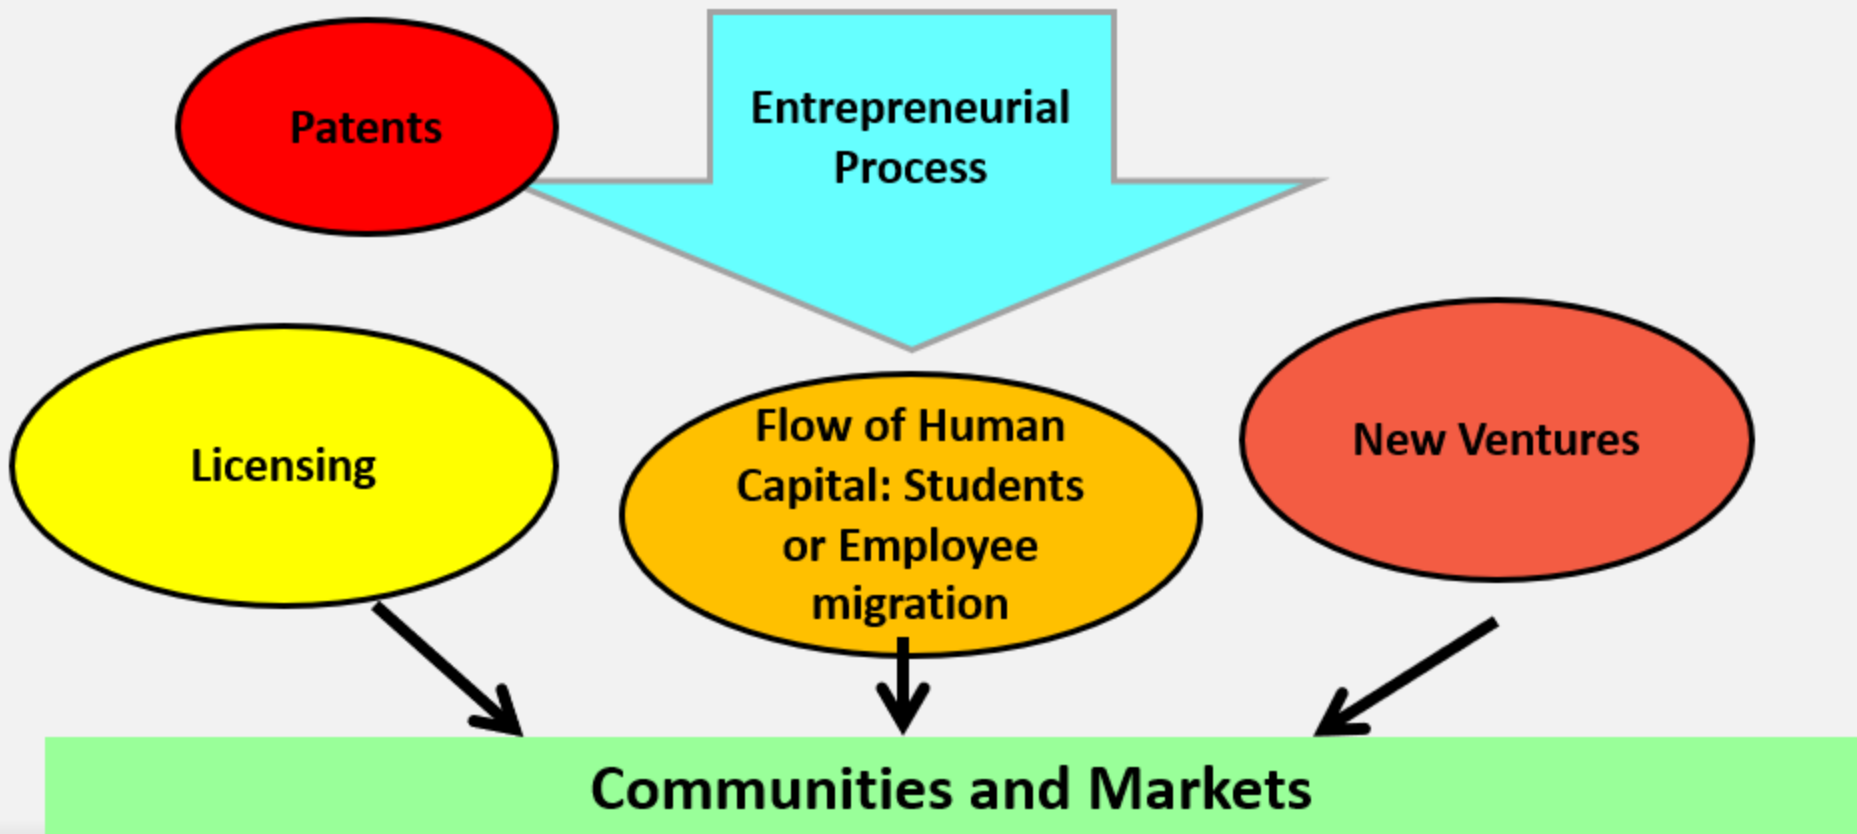 Patents
Entrepreneurial
Process
Licensing
Flow of Human
Capital: Students
or Employee
migration
New Ventures
Communities and Markets